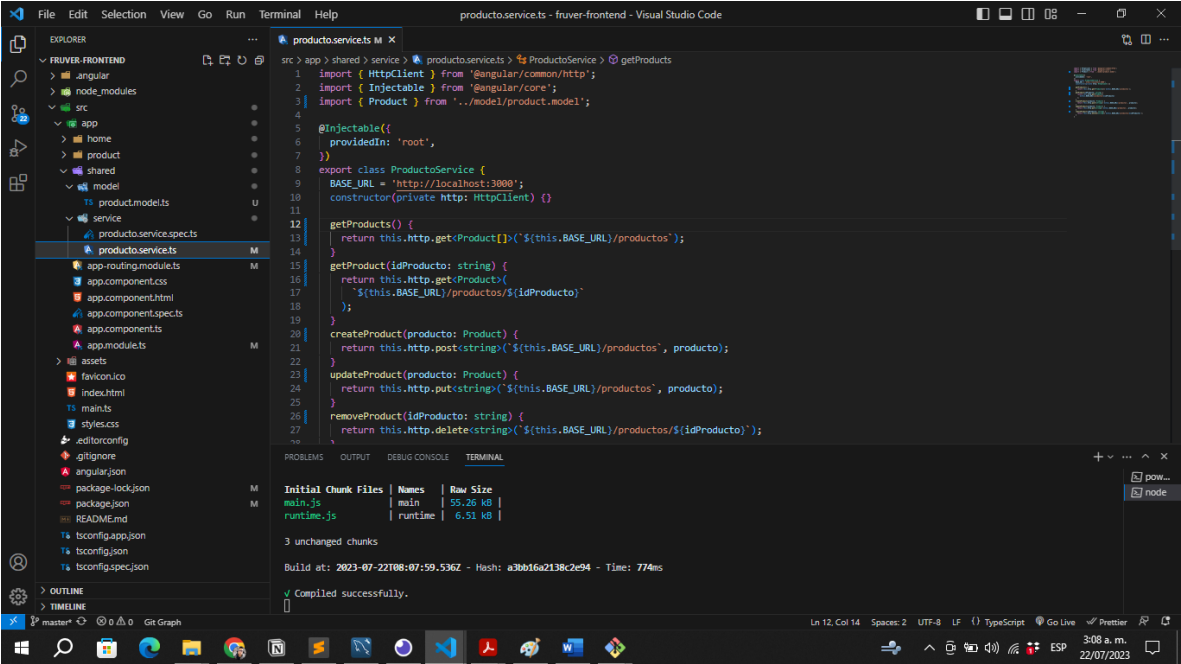 File Edit Selection View Go Run Terminal Help
producto.service.ts - fruver-frontend - Visual Studio Code
EXPLORER
FRUVER-FRONTEND
.angular
node_modules
src
app
home
product
shared
model
product.model.ts U
service
producto.service.spec.ts
producto.service.ts M
app-routing.module.ts M
app.component.css
app.component.html
app.component.spec.ts
app.component.ts
app.module.ts M
assets
favicon.ico
index.html
main.ts
styles.css
.editorconfig
.gitignore
angular.json
package-lock.json M
package.json M
README.md
tsconfig.app.json
tsconfig.json
tsconfig.spec.json
OUTLINE
TIMELINE
22
producto.service.ts M
src > app > shared > service > producto.service.ts > ProductoService > getProducts
1 import { HttpClient } from '@angular/common/http';
2 import { Injectable } from '@angular/core';
3 import { Product } from '../model/product.model';
4
5 @Injectable({
6 providedIn: 'root',
7 })
8 export class ProductoService {
9 BASE_URL = 'http://localhost:3000';
10 constructor(private http: HttpClient) {}
11
12 getProducts() {
13 return this.http.get<Product[]>(`${this.BASE_URL}/productos`);
14 }
15 getProduct(idProducto: string) {
16 return this.http.get<Product>(
17 `${this.BASE_URL}/productos/${idProducto}`
18 );
19 }
20 createProduct(producto: Product) {
21 return this.http.post<string>(`${this.BASE_URL}/productos`, producto);
22 }
23 updateProduct(producto: Product) {
24 return this.http.put<string>(`${this.BASE_URL}/productos`, producto);
25 }
26 removeProduct(idProducto: string) {
27 return this.http.delete<string>(`${this.BASE_URL}/productos/${idProducto}`);
28 }
PROBLEMS OUTPUT DEBUG CONSOLE TERMINAL
Initial Chunk Files | Names | Raw Size
main.js | main | 55.26 kB |
runtime.js | runtime | 6.51 kB |
3 unchanged chunks
Build at: 2023-07-22T08:07:59.536Z - Hash: a3bb16a2138c2e94 - Time: 774ms
√ Compiled successfully.
pow...
node
master* 0 0 Git Graph
Ln 12, Col 14 Spaces: 2 UTF-8 LF {} TypeScript Go Live Prettier
ESP
3:08 a. m.
22/07/2023